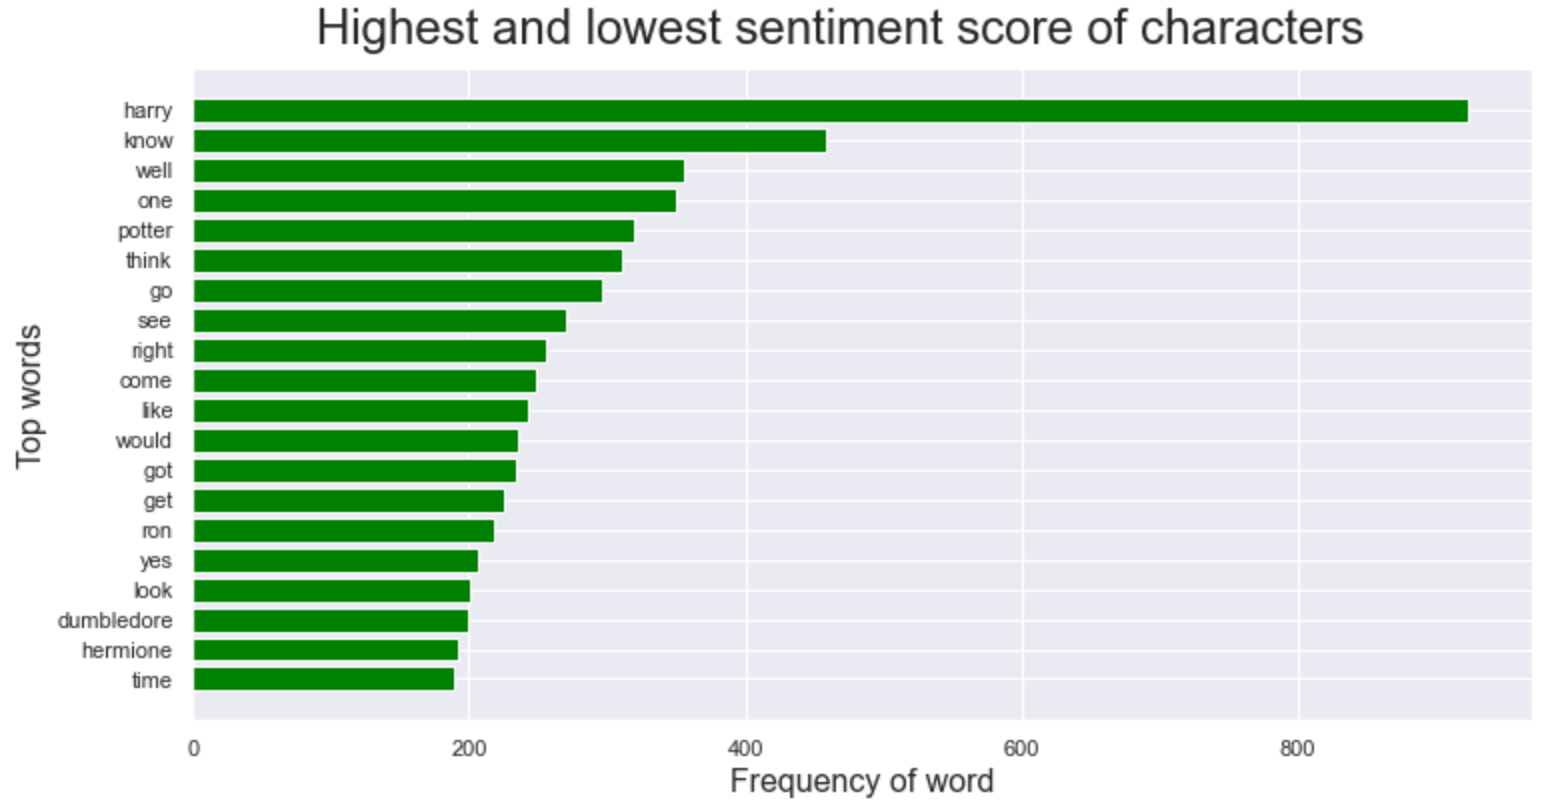 Highest and lowest sentiment score of characters
harry
know
well
one
potter
think
go
see
right
come
like
would
got
get
ron
yes
look
dumbledore
hermione
time
Top words
0 200 400 600 800
Frequency of word